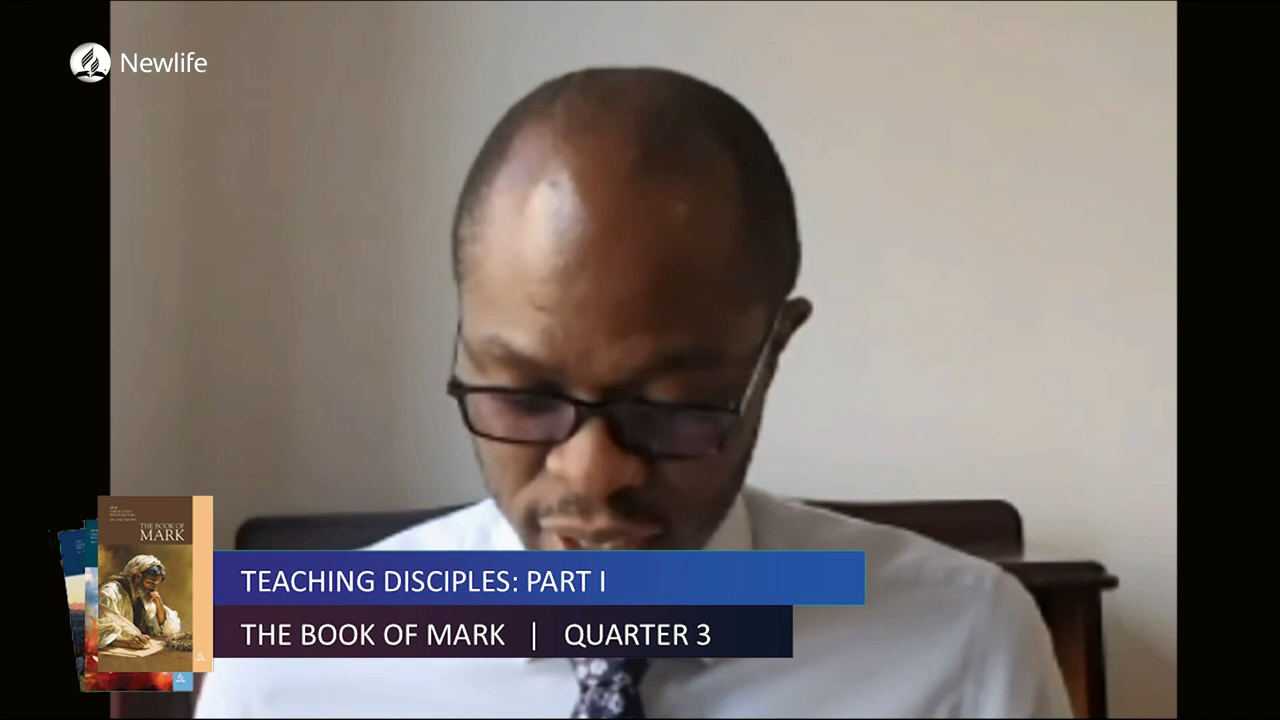 Newlife
THE BOOK OF
MARK
TEACHING DISCIPLES: PART I
THE BOOK OF MARK | QUARTER 3